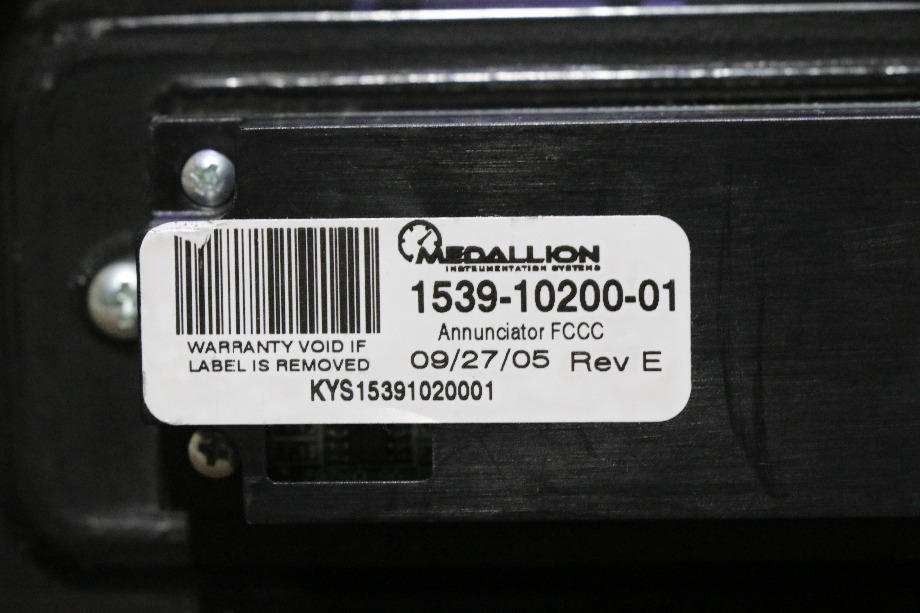 MEDALLION
INSTRUMENTATION SYSTEMS
1539-10200-01
Annunciator FCCC
WARRANTY VOID IF
LABEL IS REMOVED
09/27/05 Rev E
KYS15391020001